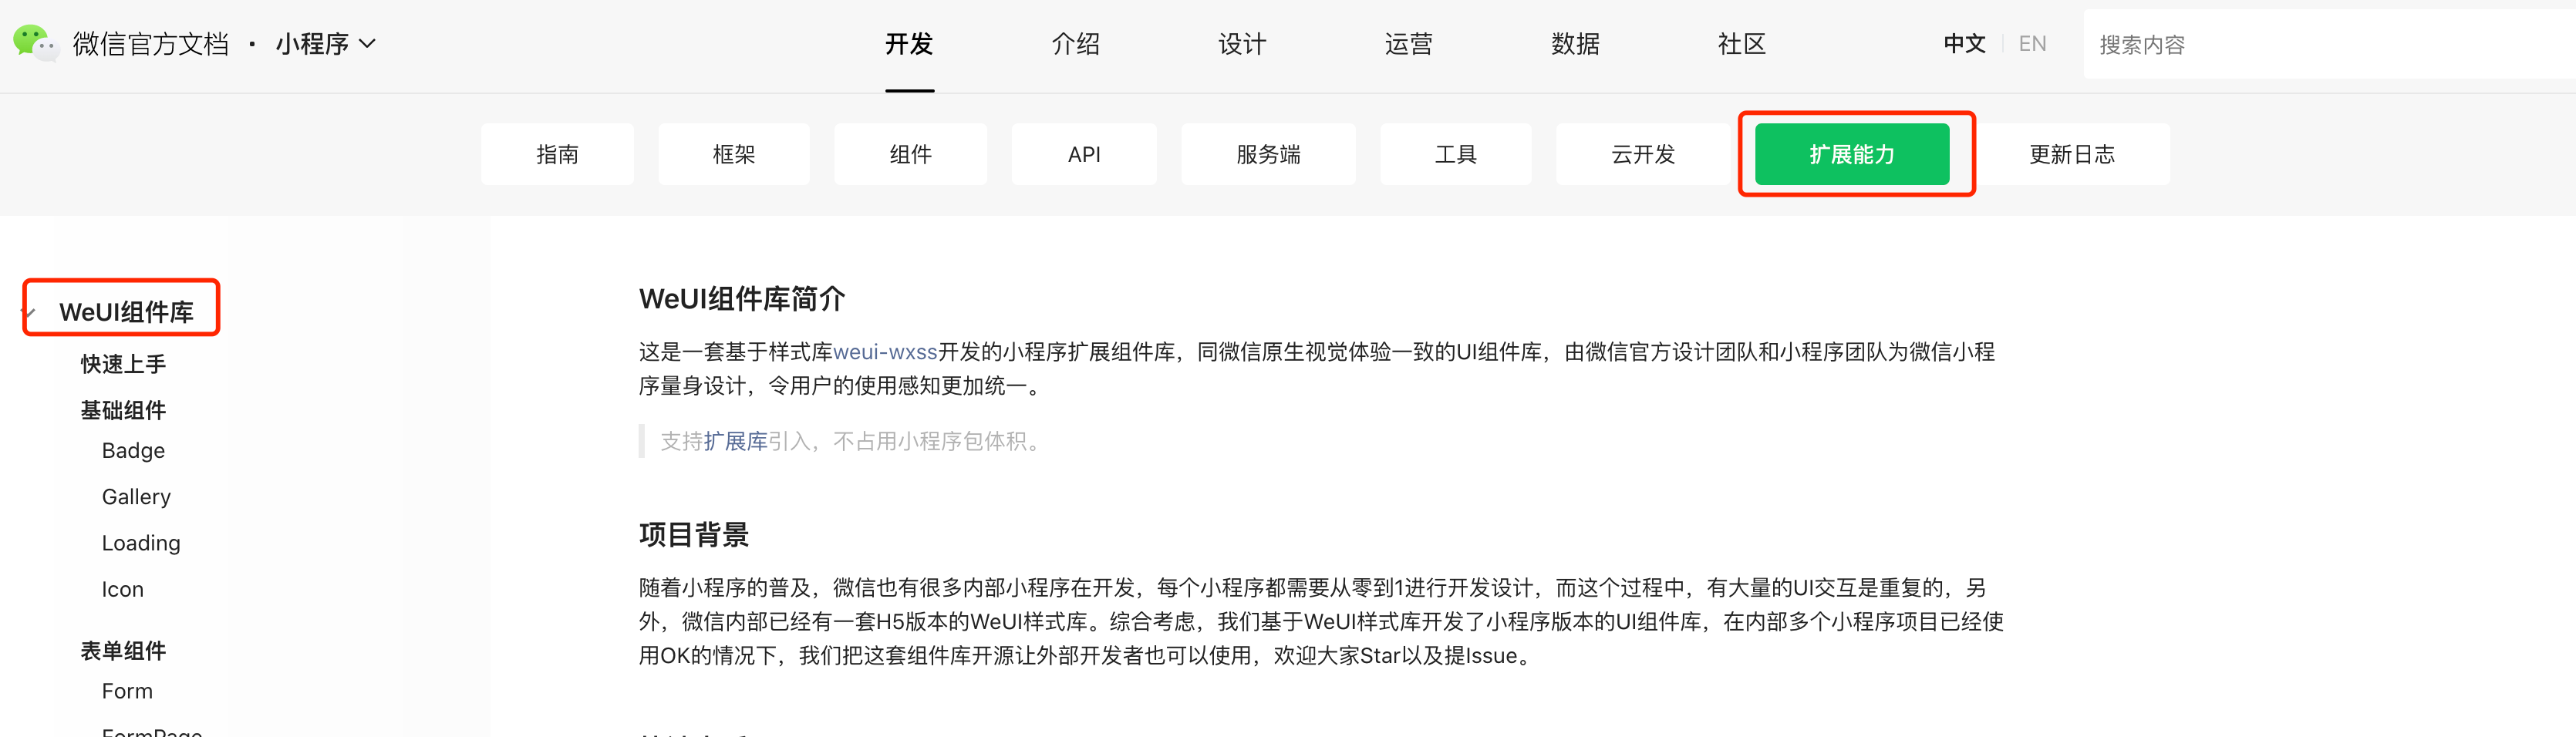 微信官方文档 · 小程序
开发
介绍
设计
运营
数据
社区
中文
EN
搜索内容
指南
框架
组件
API
服务端
工具
云开发
扩展能力
更新日志
WeUI组件库
快速上手
基础组件
Badge
Gallery
Loading
Icon
表单组件
Form
FormPage
WeUI组件库简介
这是一套基于样式库weui-wxss开发的小程序扩展组件库，同微信原生视觉体验一致的UI组件库，由微信官方设计团队和小程序团队为微信小程
序量身设计，令用户的使用感知更加统一。
支持扩展库引入，不占用小程序包体积。
项目背景
随着小程序的普及，微信也有很多内部小程序在开发，每个小程序都需要从零到1进行开发设计，而这个过程中，有大量的UI交互是重复的，另
外，微信内部已经有一套H5版本的WeUI样式库。综合考虑，我们基于WeUI样式库开发了小程序版本的UI组件库，在内部多个小程序项目已经使
用OK的情况下，我们把这套组件库开源让外部开发者也可以使用，欢迎大家Star以及提Issue。